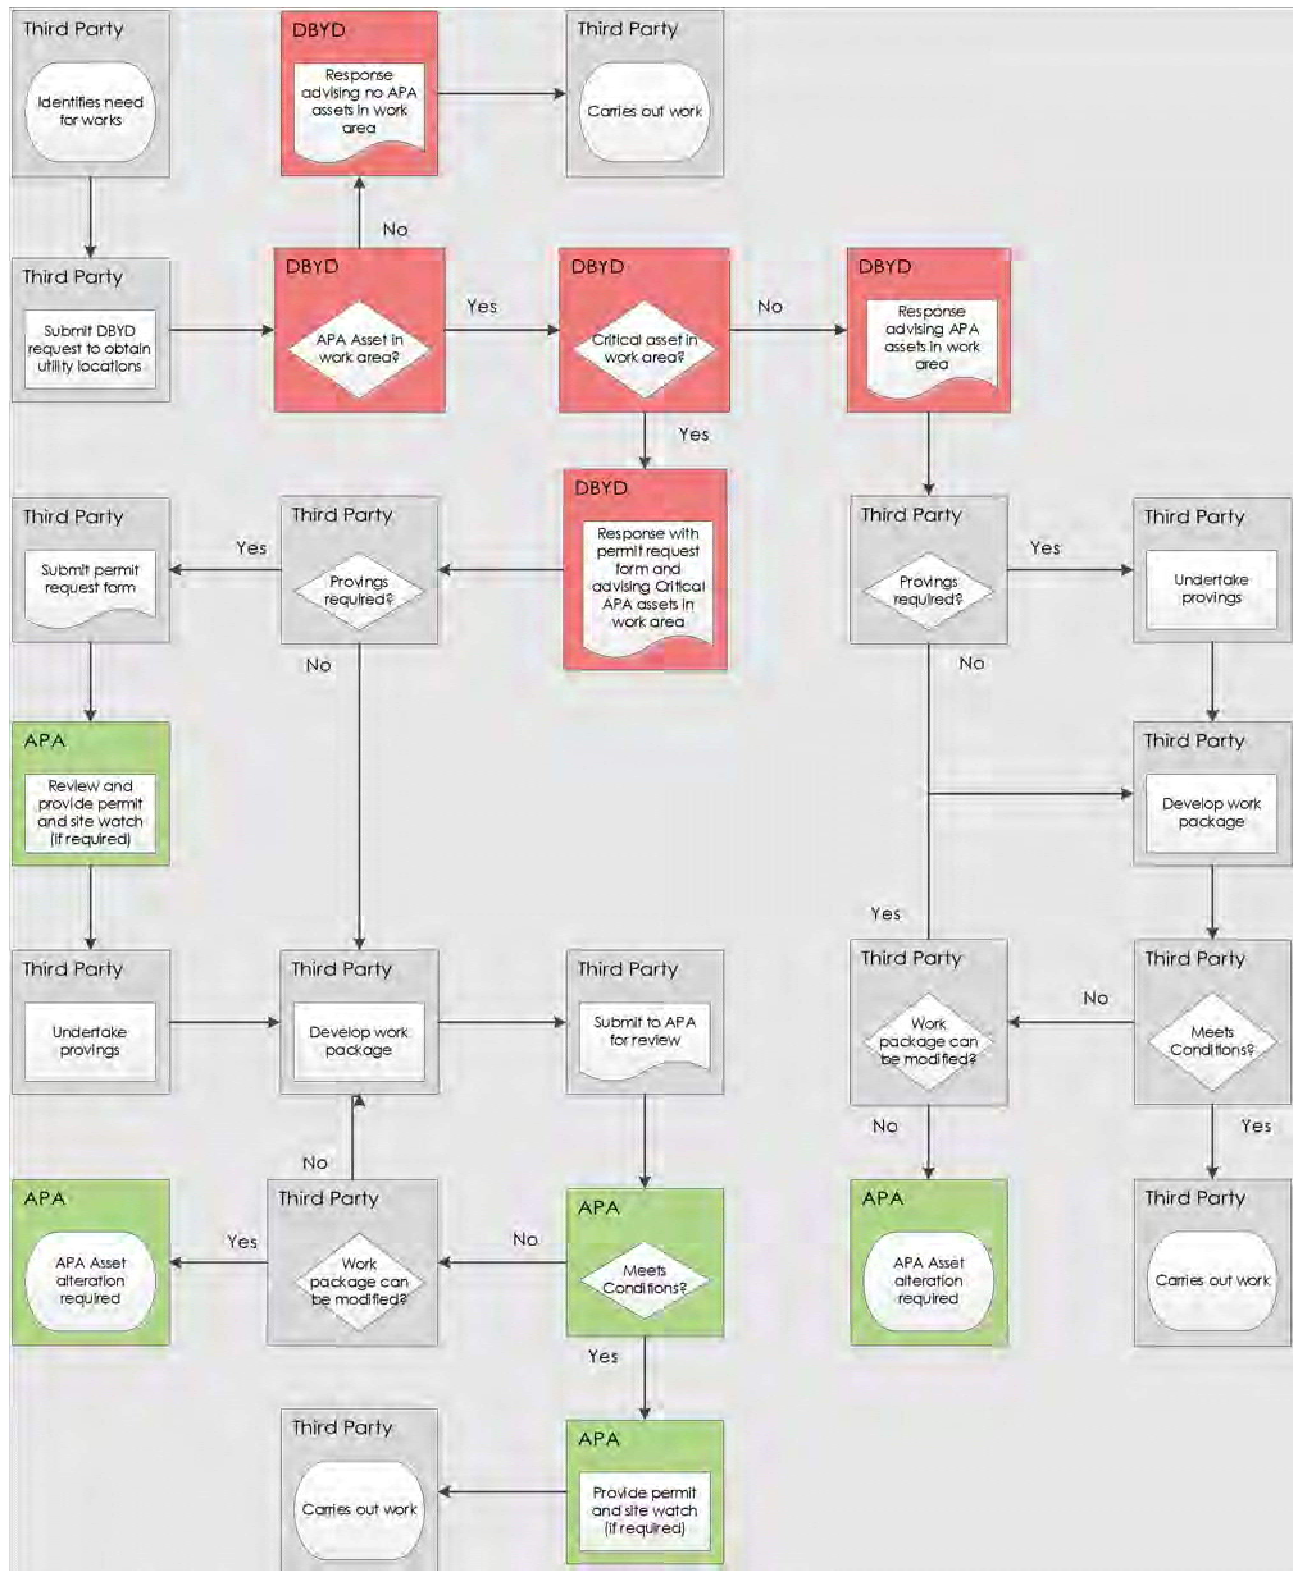 Third Party
Identifies need
for works
DBYD
Response
advising no APA
assets in work
area
Third Party
Carries out work
No
Third Party
Submit DBYD
request to obtain
utility locations
DBYD
APA Asset in
work area?
Yes
DBYD
Critical asset in
work area?
No
DBYD
Response
advising APA
assets in work
area
Yes
Third Party
Submit permit
request form
Yes
Third Party
Provings
required?
No
DBYD
Response with
permit request
form and
advising Critical
APA assets in
work area
Third Party
Provings
required?
Yes
No
Third Party
Undertake
provings
APA
Review and
provide permit
and site watch
(if required)
Third Party
Develop work
package
Yes
Third Party
Undertake
provings
Third Party
Develop work
package
Third Party
Submit to APA
for review
Third Party
Work
package can
be modified?
No
Third Party
Meets
Conditions?
No
No
Yes
APA
APA Asset
alteration
required
Yes
Third Party
Work
package can
be modified?
No
APA
Meets
Conditions?
Yes
APA
APA Asset
alteration
required
Third Party
Carries out work
Third Party
Carries out work
APA
Provide permit
and site watch
(if required)